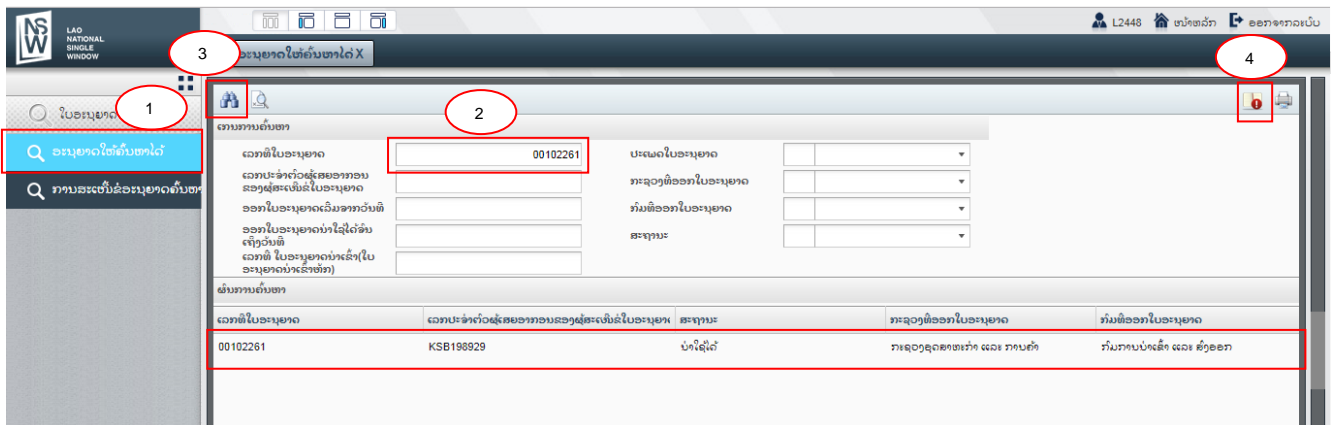 LAO
NATIONAL
SINGLE
WINDOW
NSW
L2448 ໜ້າຫລັກ ອອກຈາກລະບົບ
3
ອະນຸຍາດໃຫ້ຄົ້ນຫາໄດ້ X
4
1
2
ໃບອະນຸຍາດ
ອະນຸຍາດໃຫ້ຄົ້ນຫາໄດ້
ການສະເໜີຂໍອະນຸຍາດຄົ້ນຫາ
ເກນການຄົ້ນຫາ
ເລກທີໃບອະນຸຍາດ 00102261 ປະເພດໃບອະນຸຍາດ
ເລກປະຈຳຕົວຜູ້ເສຍອາກອນ
ຂອງຜູ້ສະເໜີຂໍໃບອະນຸຍາດ
ກະຊວງທີອອກໃບອະນຸຍາດ
ອອກໃບອະນຸຍາດເລີມຈາກວັນທີ ກົມທີອອກໃບອະນຸຍາດ
ອອກໃບອະນຸຍາດນຳໃຊ້ໄດ້ຈົນ
ເຖິງວັນທີ
ສະຖານະ
ເລກທີ ໃບອະນຸຍາດນຳເຂົ້າ(ໃບ
ອະນຸຍາດນຳເຂົ້າຫັກ)
ຜົນການຄົ້ນຫາ
ເລກທີໃບອະນຸຍາດ ເລກປະຈຳຕົວຜູ້ເສຍອາກອນຂອງຜູ້ສະເໜີຂໍໃບອະນຸຍາ ສະຖານະ ກະຊວງທີອອກໃບອະນຸຍາດ ກົມທີອອກໃບອະນຸຍາດ
00102261 KSB198929 ນຳໃຊ້ໄດ້ ກະຊວງອຸດສາຫະກຳ ແລະ ການຄ້າ ກົມການນຳເຂົ້າ ແລະ ສົ່ງອອກ